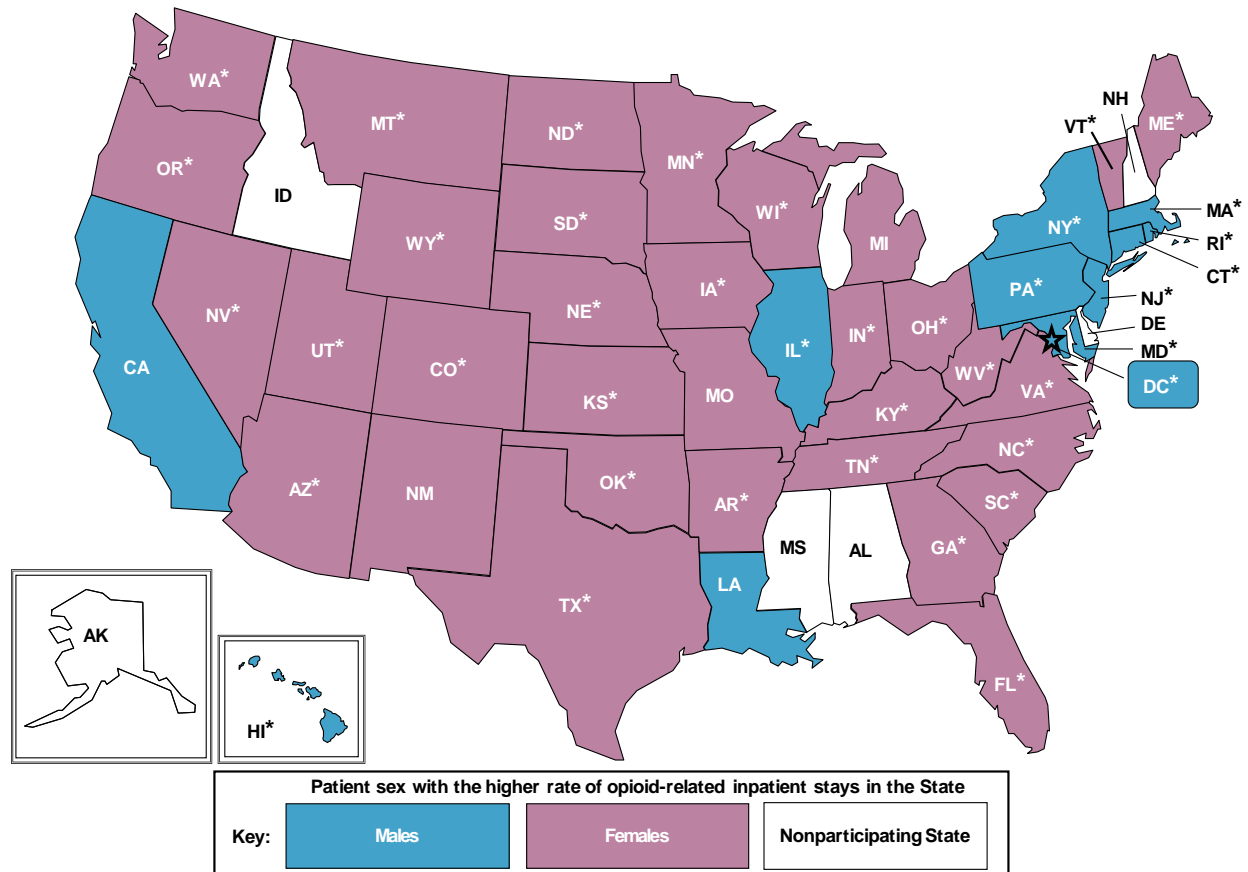 WA*
MT*
ND*
MN*
NH
VT*
ME*
OR*
ID
SD*
WI*
MI
NY*
MA*
RI*
CT*
WY*
IA*
PA*
NJ*
NE*
DE
NV*
UT*
CO*
IL*
IN*
OH*
MD*
WV*
VA*
DC*
CA
KS*
MO
KY*
NC*
TN*
AZ*
NM
OK*
AR*
SC*
MS
AL
GA*
LA
TX*
AK
FL*
HI*
Patient sex with the higher rate of opioid-related inpatient stays in the State
Key:
Males
Females
Nonparticipating State